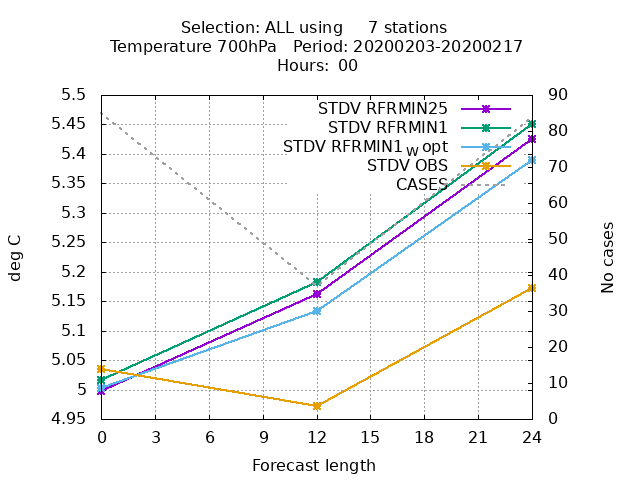 Selection: ALL using     7 stations
Temperature 700hPa   Period: 20200203-20200217
Hours:  00
5.5
5.45
5.4
5.35
5.3
5.25
5.2
5.15
5.1
5.05
5
4.95
deg C
STDV RFRMIN25
STDV RFRMIN1
STDV RFRMIN1_W opt
STDV OBS
CASES
90
80
70
60
50
40
30
20
10
0
No cases
0 3 6 9 12 15 18 21 24
Forecast length